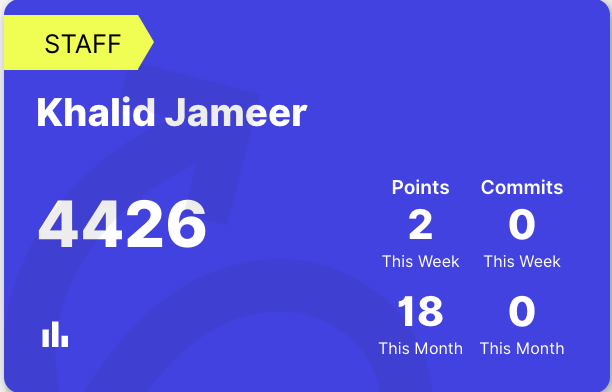 STAFF
Khalid Jameer
4426
Points Commits
2 0
This Week This Week
18 0
This Month This Month